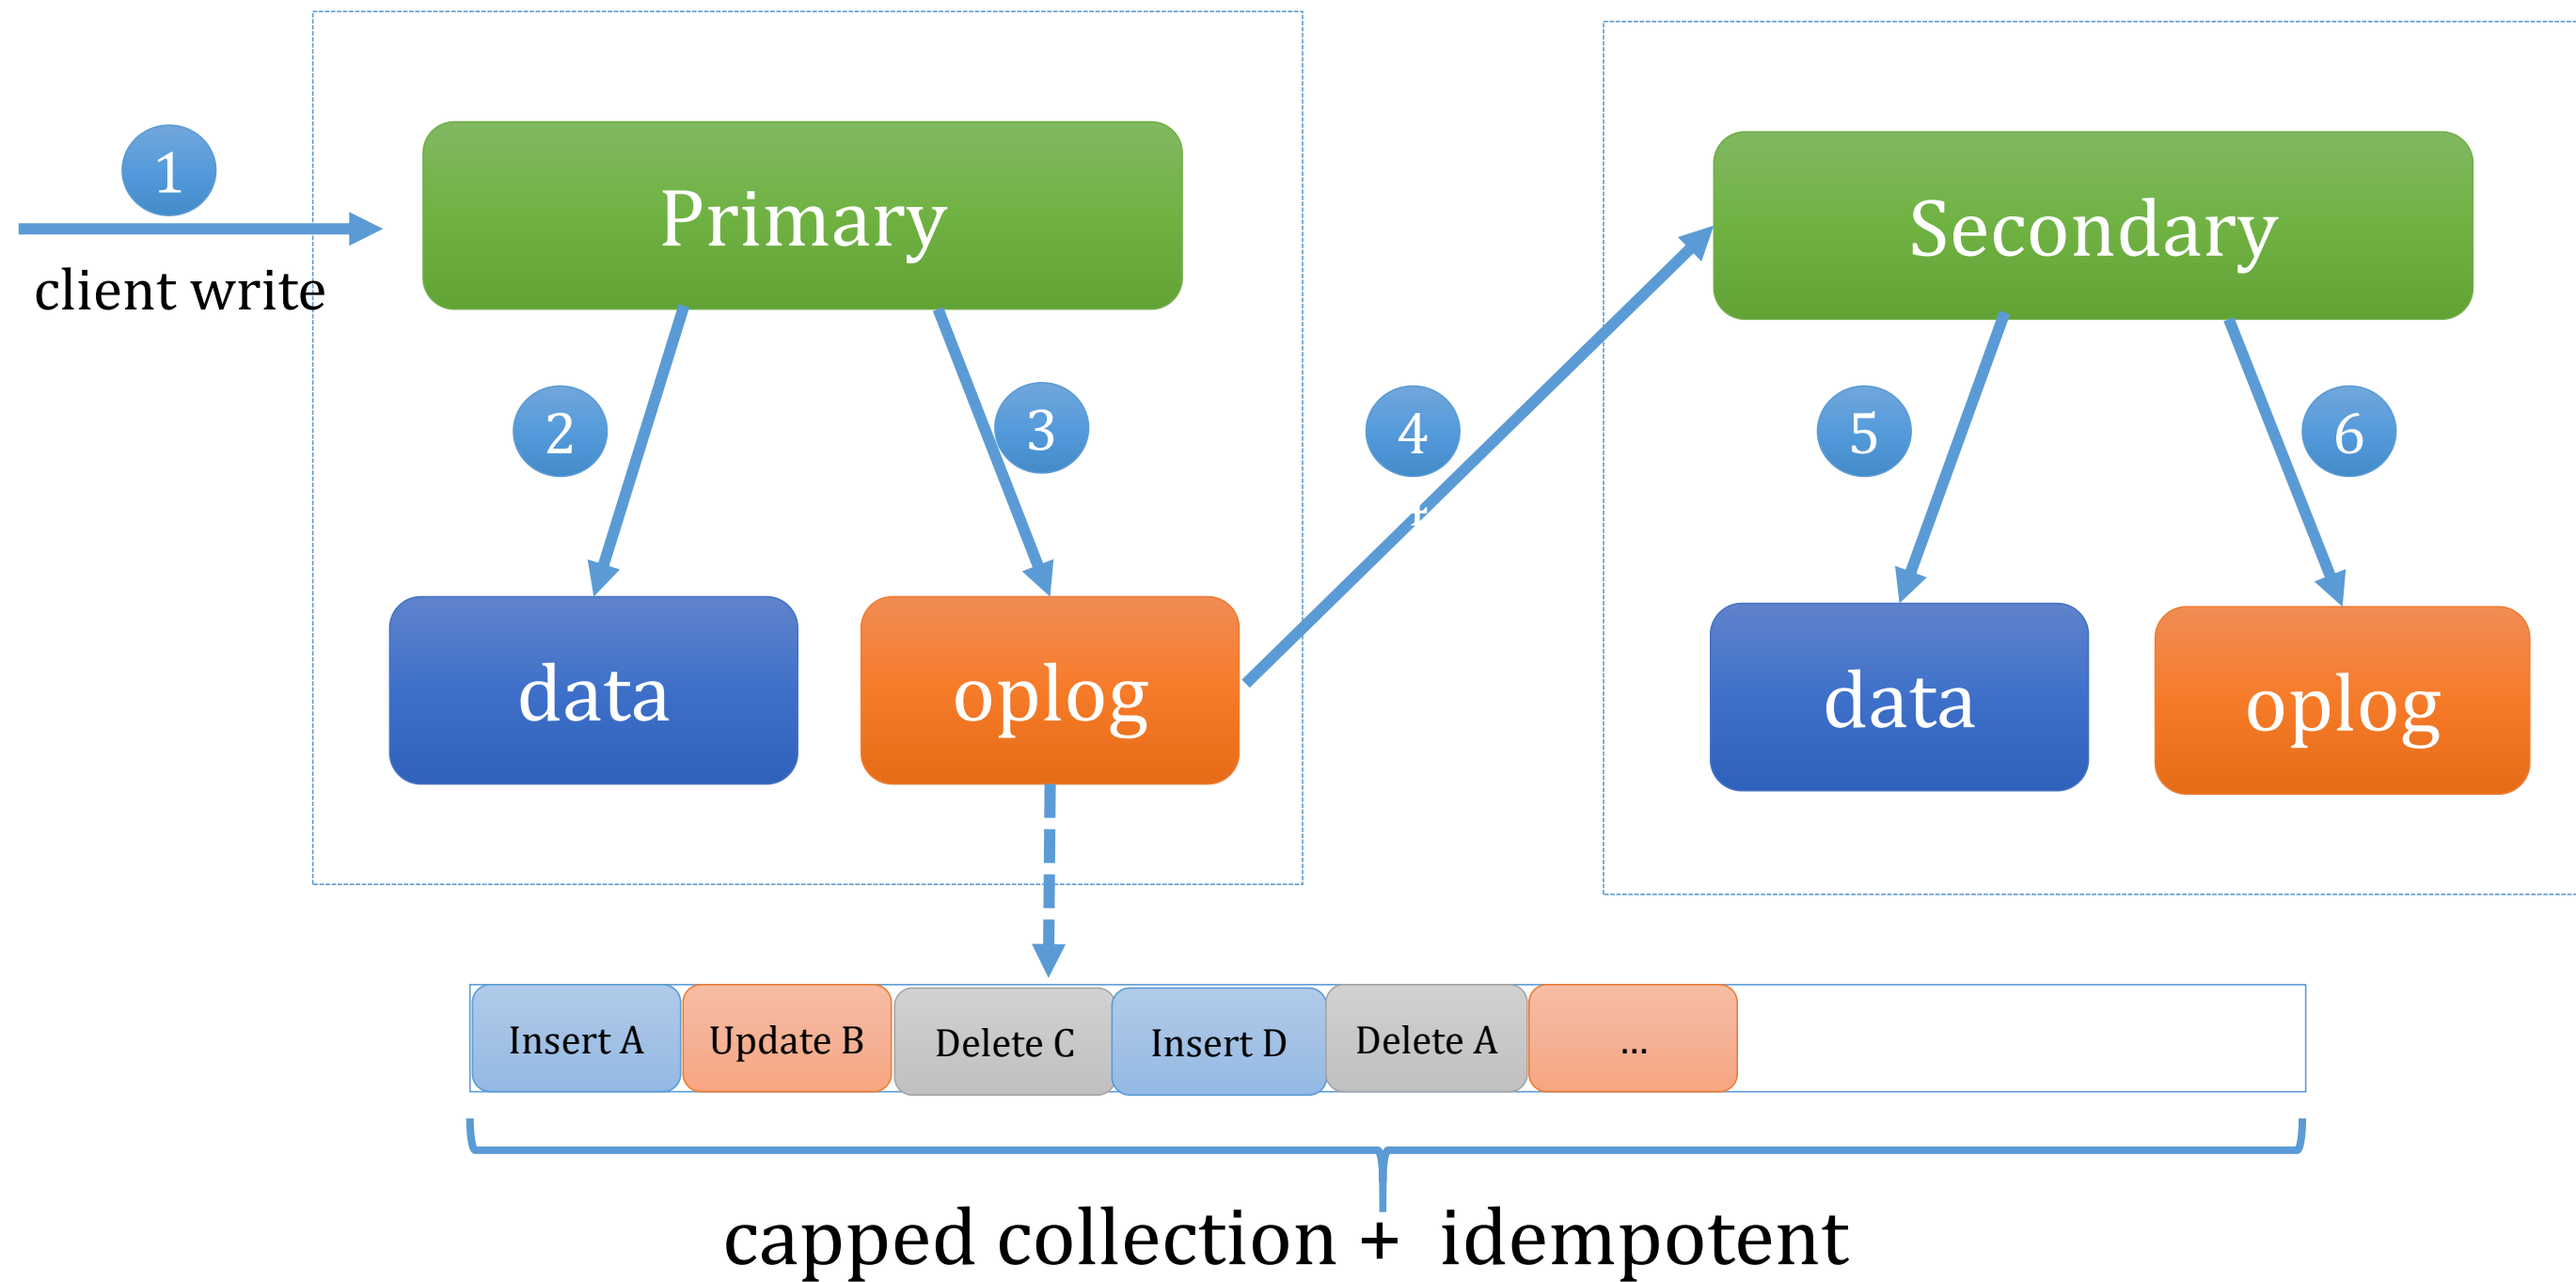 1
client write
Primary
Secondary
2
3
4
5
6
data
oplog
data
oplog
Insert A
Update B
Delete C
Insert D
Delete A
...
capped collection + idempotent